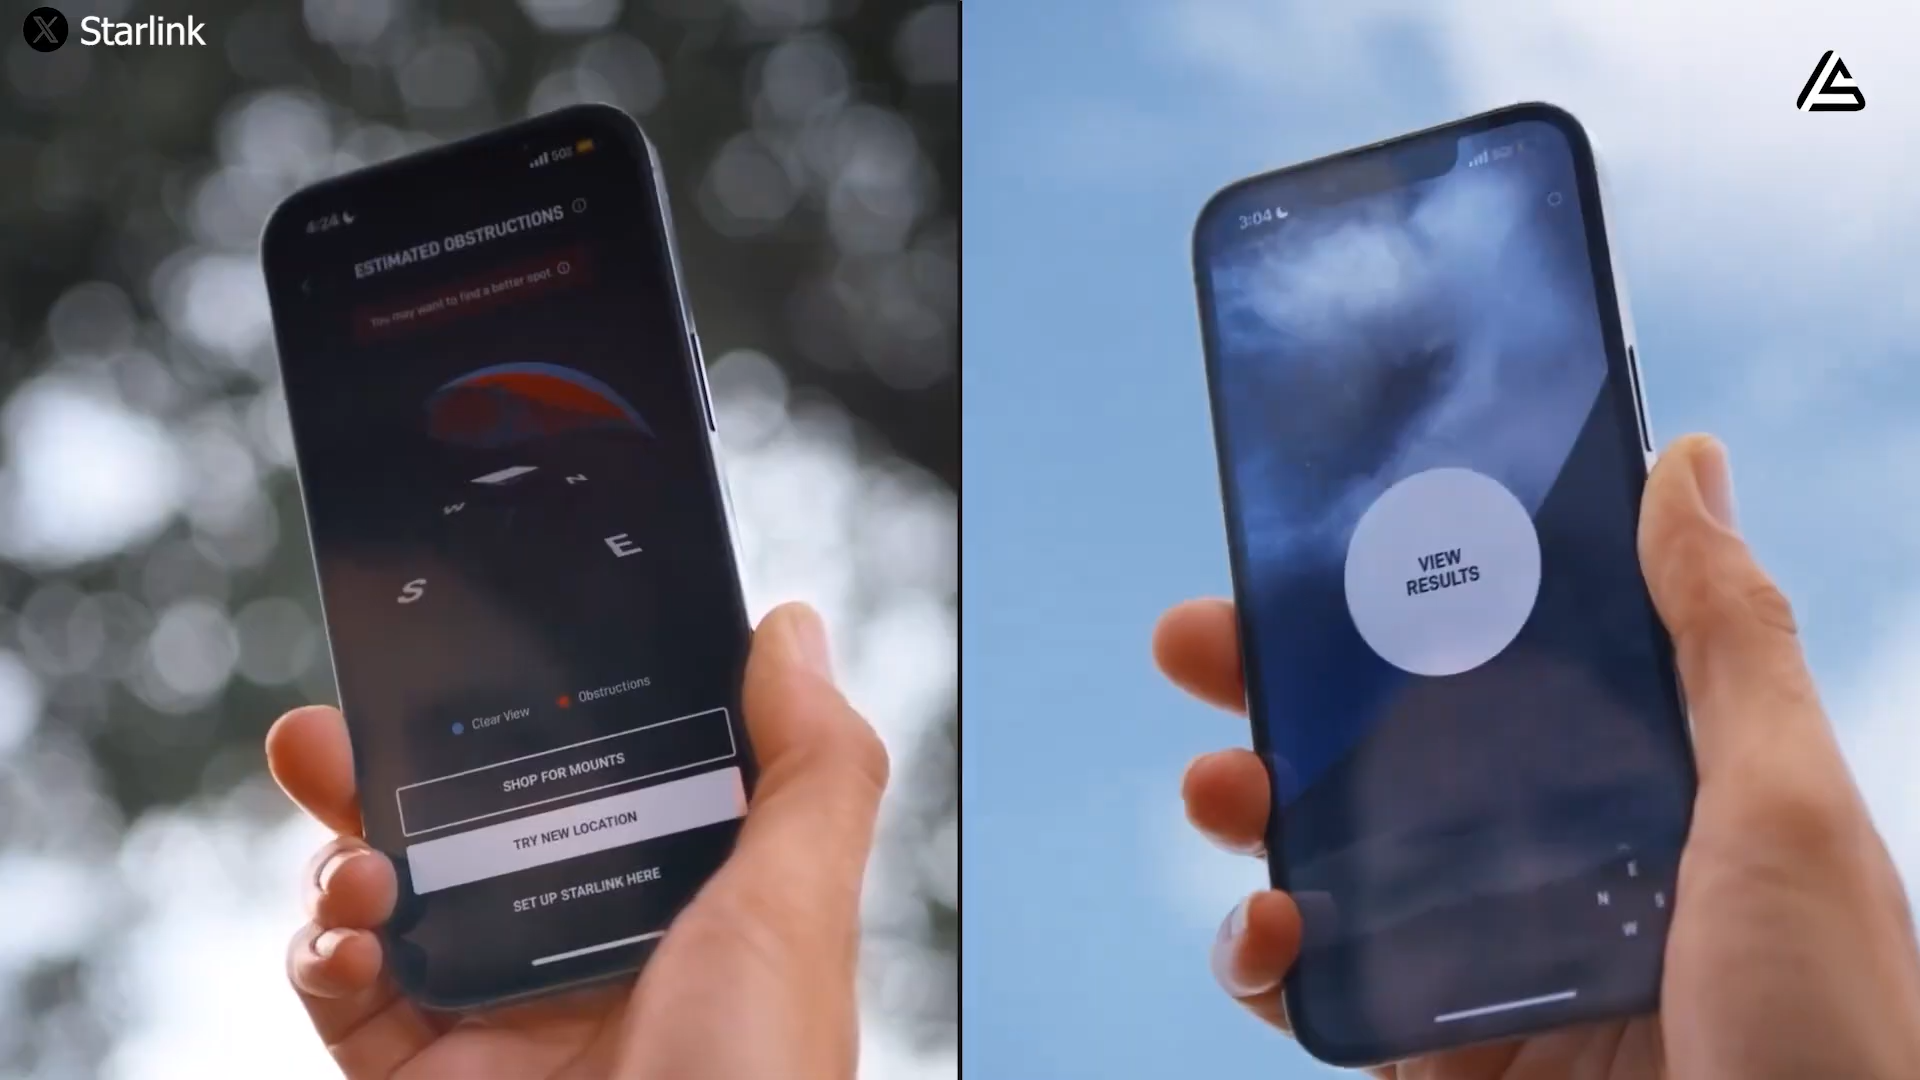 Starlink
4:24
ESTIMATED OBSTRUCTIONS
You may want to find a better spot.
W
N
S
E
Clear View
Obstructions
SHOP FOR MOUNTS
TRY NEW LOCATION
SET UP STARLINK HERE
3:04
VIEW
RESULTS
E
N
S
W